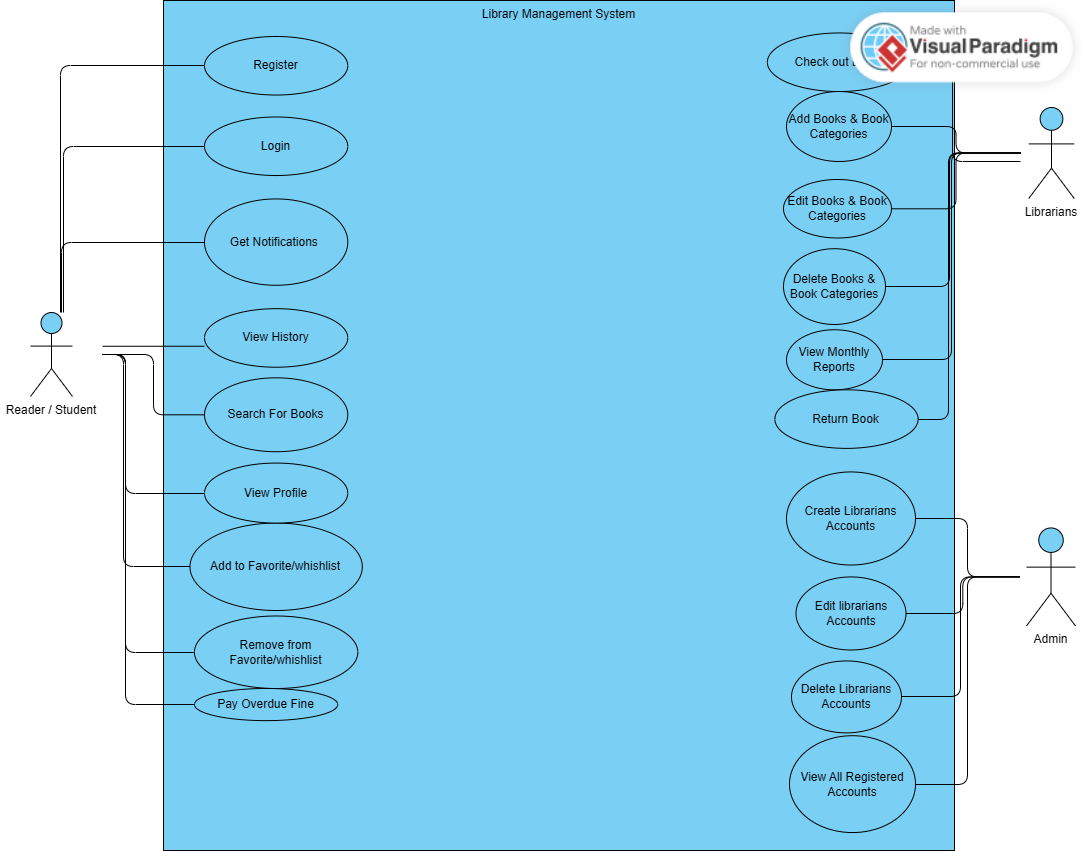 Library Management System
Made with
VisualParadigm
For non-commercial use
Register
Check out
Add Books & Book
Categories
Login
Librarians
Edit Books & Book
Categories
Get Notifications
Delete Books &
Book Categories
View History
View Monthly
Reports
Reader / Student
Search For Books
Return Book
View Profile
Create Librarians
Accounts
Add to Favorite/whishlist
Edit librarians
Accounts
Admin
Remove from
Favorite/whishlist
Delete Librarians
Accounts
Pay Overdue Fine
View All Registered
Accounts